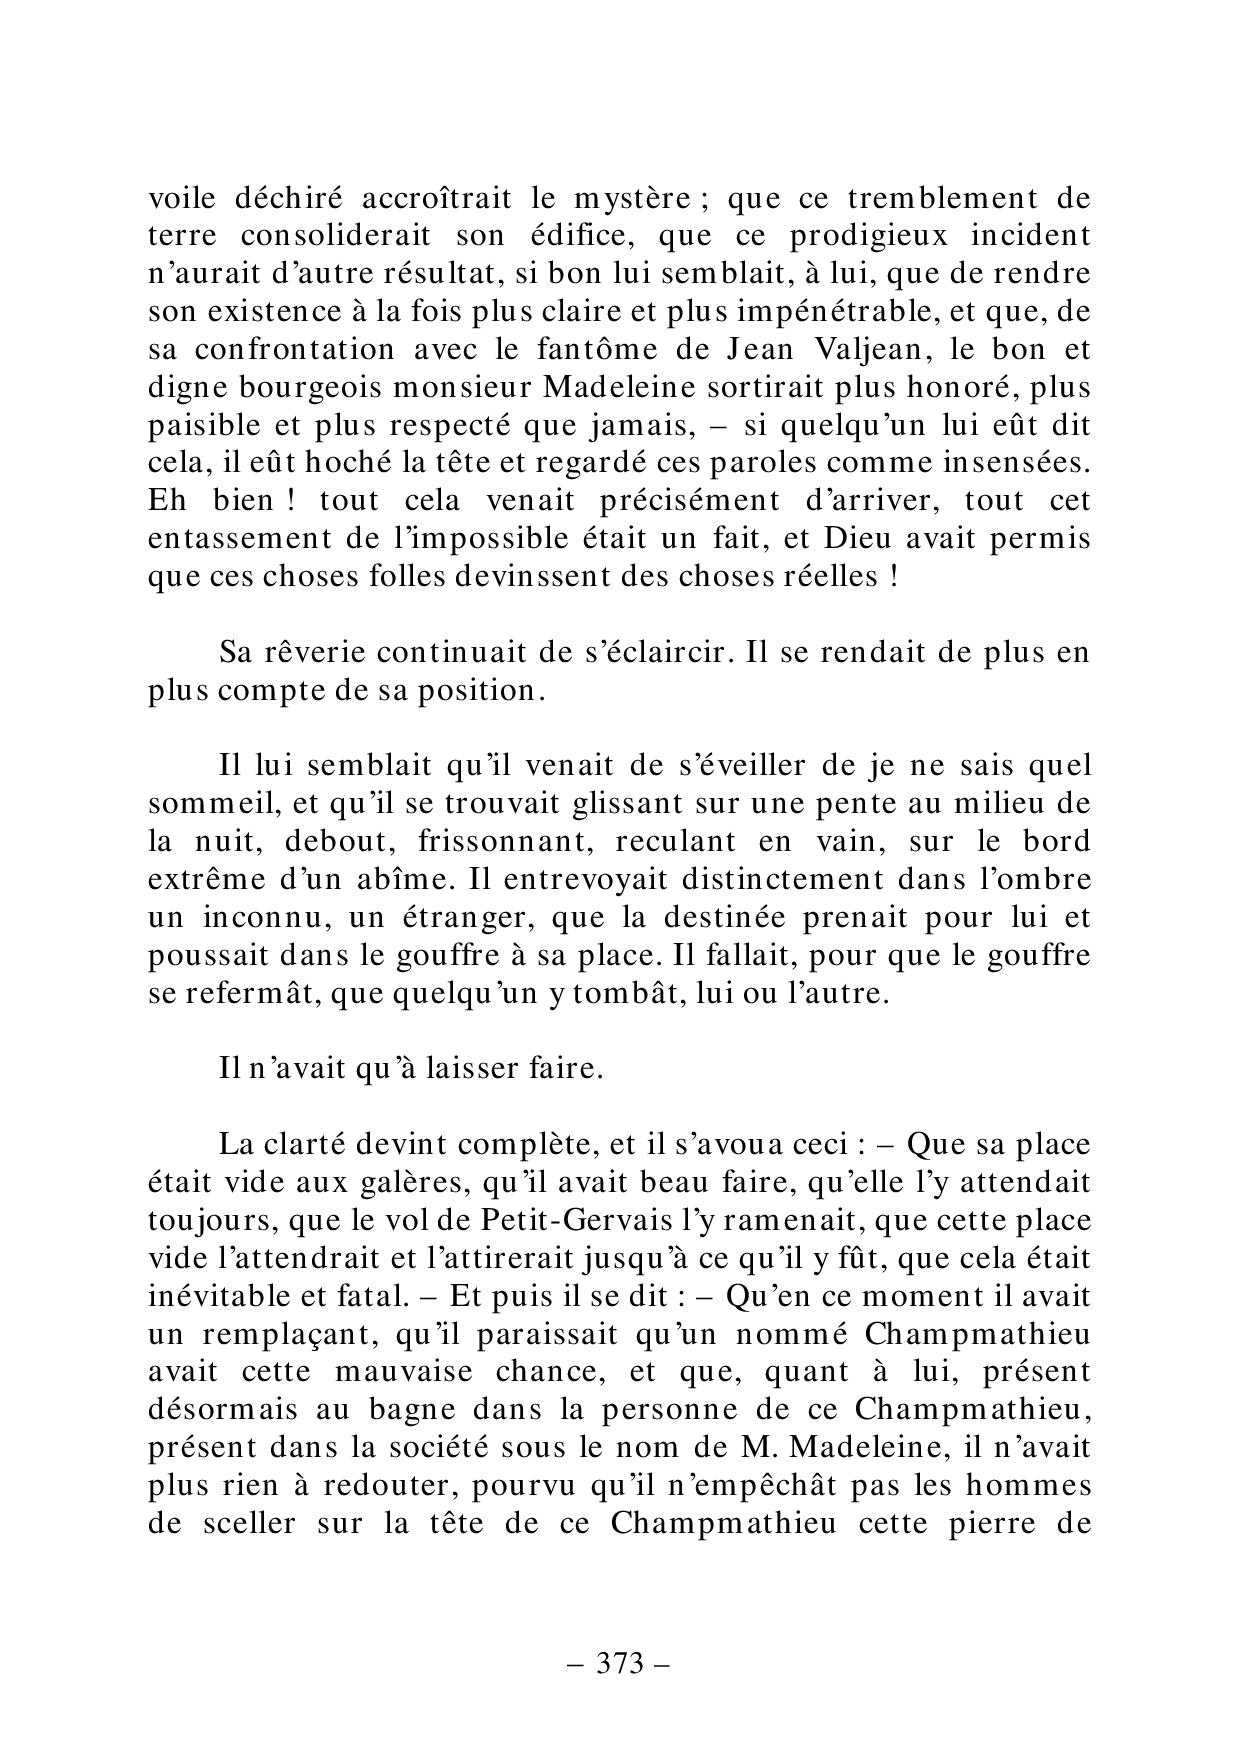 voile déchiré accroîtrait le mystère ; que ce tremblement de
terre consoliderait son édifice, que ce prodigieux incident
n’aurait d’autre résultat, si bon lui semblait, à lui, que de rendre
son existence à la fois plus claire et plus impénétrable, et que, de
sa confrontation avec le fantôme de Jean Valjean, le bon et
digne bourgeois monsieur Madeleine sortirait plus honoré, plus
paisible et plus respecté que jamais, – si quelqu’un lui eût dit
cela, il eût hoché la tête et regardé ces paroles comme insensées.
Eh bien ! tout cela venait précisément d’arriver, tout cet
entassement de l’impossible était un fait, et Dieu avait permis
que ces choses folles devinssent des choses réelles !
Sa rêverie continuait de s’éclaircir. Il se rendait de plus en
plus compte de sa position.
Il lui semblait qu’il venait de s’éveiller de je ne sais quel
sommeil, et qu’il se trouvait glissant sur une pente au milieu de
la nuit, debout, frissonnant, reculant en vain, sur le bord
extrême d’un abîme. Il entrevoyait distinctement dans l’ombre
un inconnu, un étranger, que la destinée prenait pour lui et
poussait dans le gouffre à sa place. Il fallait, pour que le gouffre
se refermât, que quelqu’un y tombât, lui ou l’autre.
Il n’avait qu’à laisser faire.
La clarté devint complète, et il s’avoua ceci : – Que sa place
était vide aux galères, qu’il avait beau faire, qu’elle l’y attendait
toujours, que le vol de Petit-Gervais l’y ramenait, que cette place
vide l’attendrait et l’attirerait jusqu’à ce qu’il y fût, que cela était
inévitable et fatal. – Et puis il se dit : – Qu’en ce moment il avait
un remplaçant, qu’il paraissait qu’un nommé Champmathieu
avait cette mauvaise chance, et que, quant à lui, présent
désormais au bagne dans la personne de ce Champmathieu,
présent dans la société sous le nom de M. Madeleine, il n’avait
plus rien à redouter, pourvu qu’il n’empêchât pas les hommes
de sceller sur la tête de ce Champmathieu cette pierre de
– 373 –